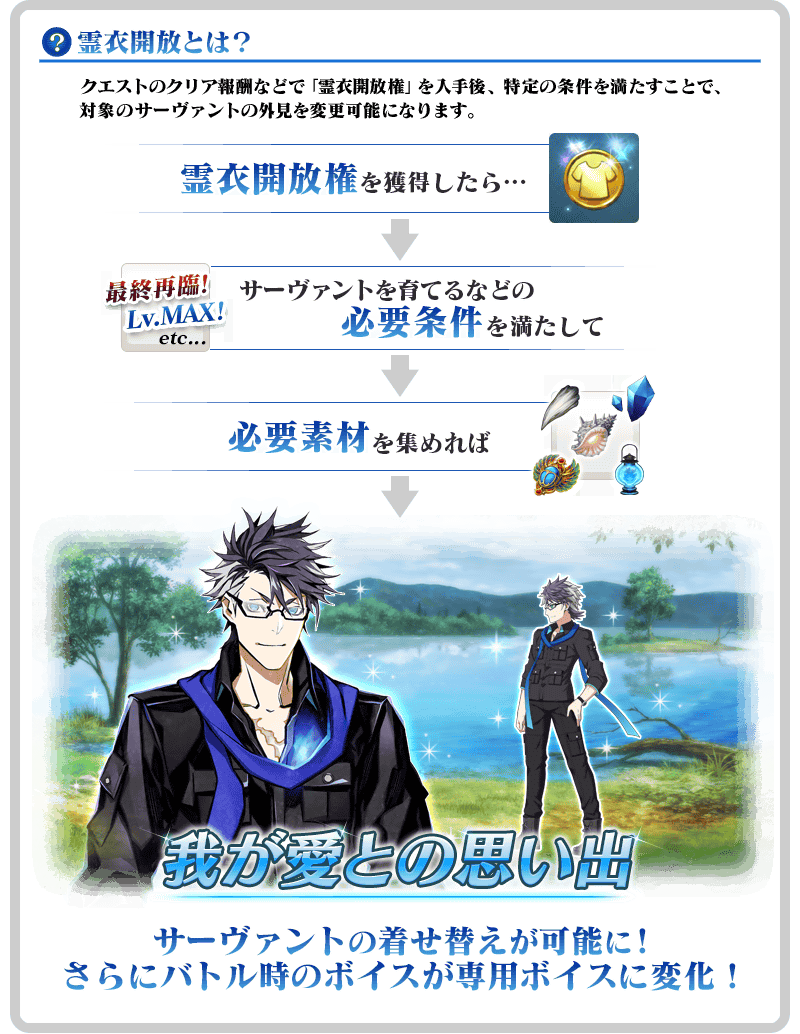 ? 霊衣開放とは?
クエストのクリア報酬などで「霊衣開放権」を入手後、特定の条件を満たすことで、
対象のサーヴァントの外見を変更可能になります。
霊衣開放権を獲得したら…
最終再臨!
Lv.MAX!
etc...
サーヴァントを育てるなどの
必要条件を満たして
必要素材を集めれば
我が愛との思い出
サーヴァントの着せ替えが可能に!
さらにバトル時のボイスが専用ボイスに変化!